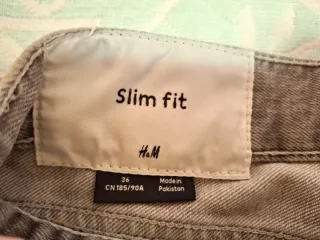 Slim fit
H&M
36
CN 185/90A
Made in
Pakistan